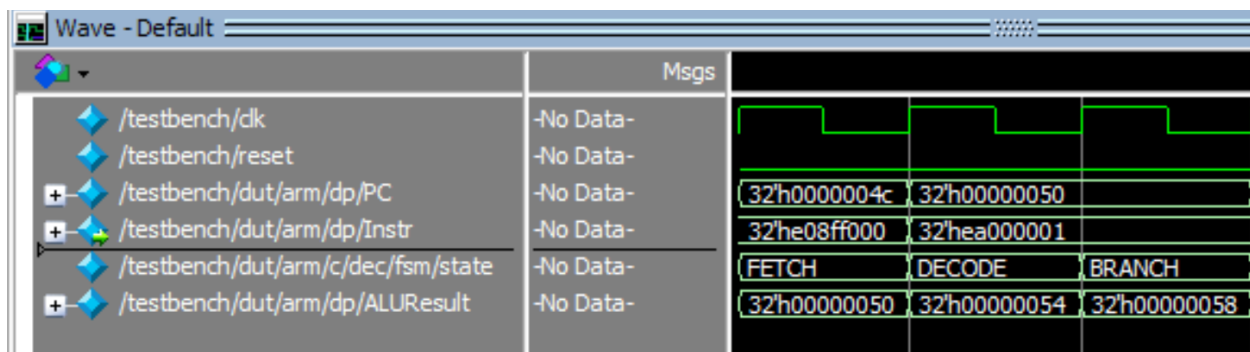 Wave - Default
Msgs
/testbench/clk -No Data-
/testbench/reset -No Data-
/testbench/dut/arm/dp/PC -No Data- 32'h0000004c 32'h00000050
/testbench/dut/arm/dp/Instr -No Data- 32'he08ff000 32'hea000001
/testbench/dut/arm/c/dec/fsm/state -No Data- FETCH DECODE BRANCH
/testbench/dut/arm/dp/ALUResult -No Data- 32'h00000050 32'h00000054 32'h00000058